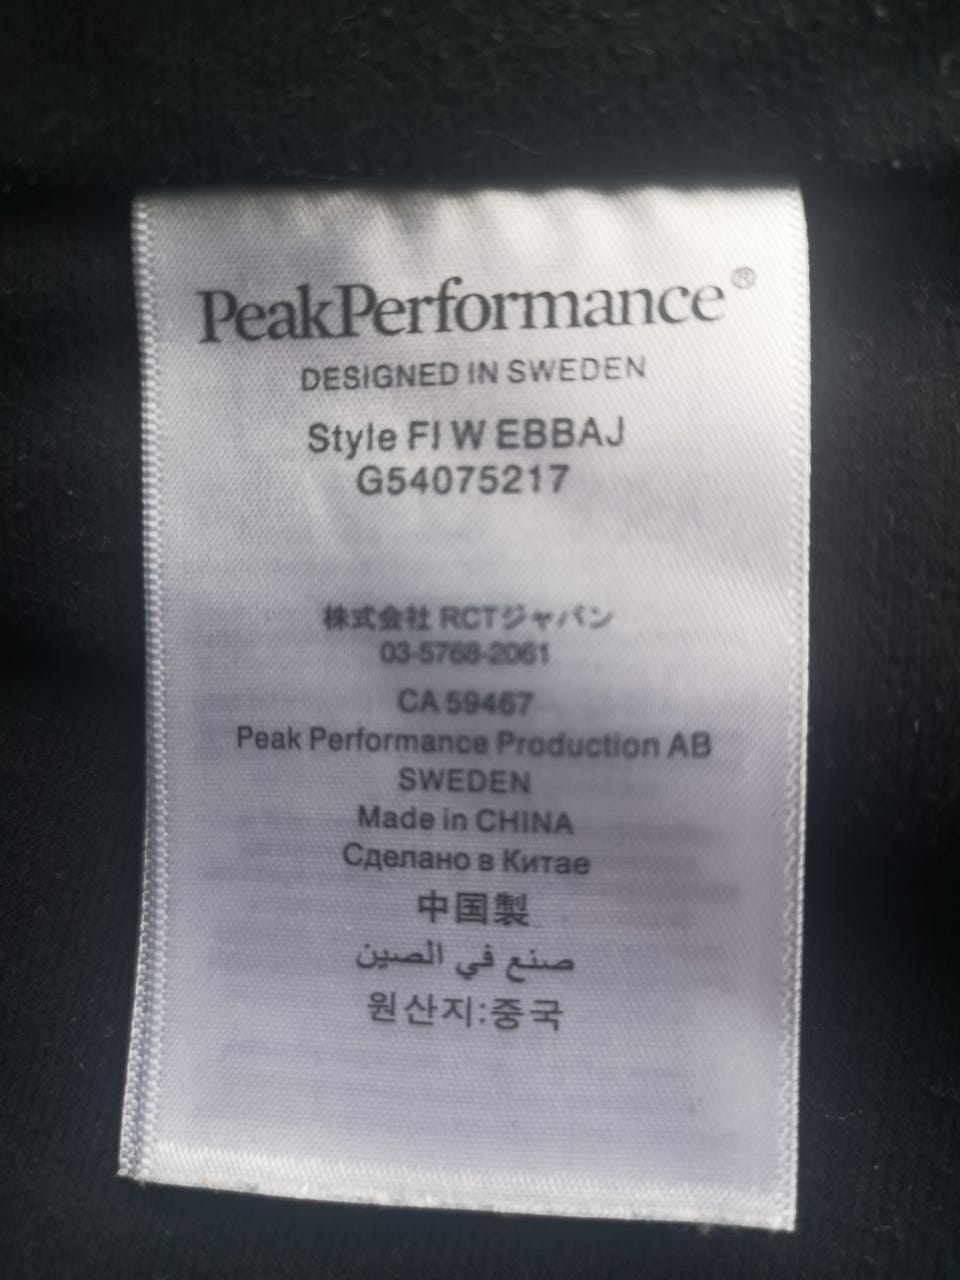 PeakPerformance®
DESIGNED IN SWEDEN
Style FI W EBBAJ
G54075217
株式会社 RCTジャパン
03-5768-2061
CA 59467
Peak Performance Production AB
SWEDEN
Made in CHINA
Сделано в Китае
中国製
صنع في الصين
원산지:중국